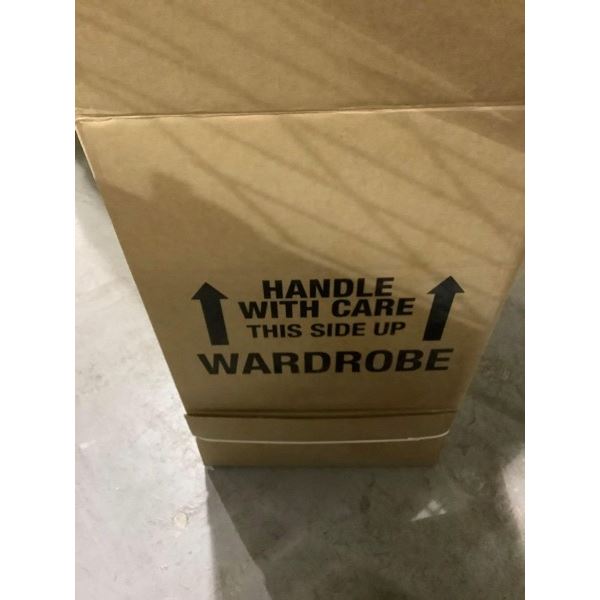 HANDLE
WITH CARE
THIS SIDE UP
WARDROBE